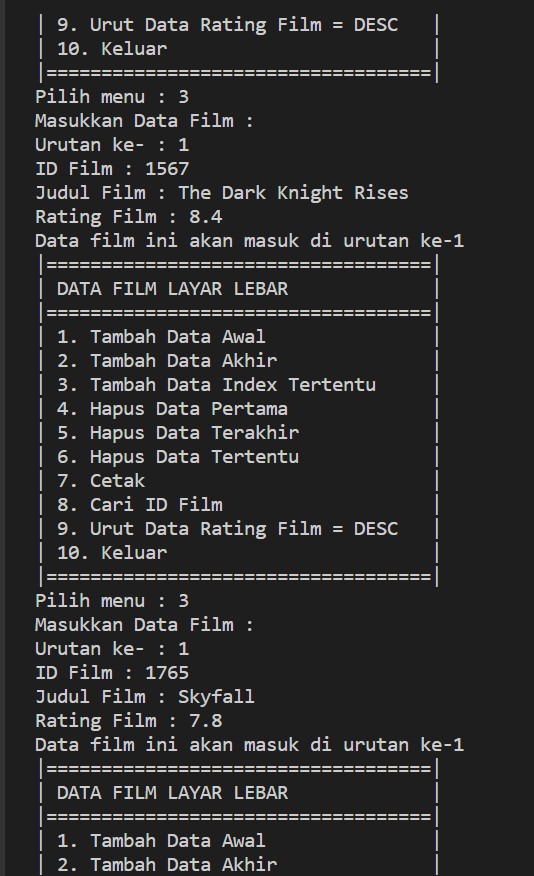 | 9. Urut Data Rating Film = DESC   |
| 10. Keluar                        |
|===================================|
Pilih menu : 3
Masukkan Data Film :
Urutan ke- : 1
ID Film : 1567
Judul Film : The Dark Knight Rises
Rating Film : 8.4
Data film ini akan masuk di urutan ke-1
|===================================|
| DATA FILM LAYAR LEBAR             |
|===================================|
| 1. Tambah Data Awal               |
| 2. Tambah Data Akhir              |
| 3. Tambah Data Index Tertentu     |
| 4. Hapus Data Pertama             |
| 5. Hapus Data Terakhir            |
| 6. Hapus Data Tertentu            |
| 7. Cetak                          |
| 8. Cari ID Film                   |
| 9. Urut Data Rating Film = DESC   |
| 10. Keluar                        |
|===================================|
Pilih menu : 3
Masukkan Data Film :
Urutan ke- : 1
ID Film : 1765
Judul Film : Skyfall
Rating Film : 7.8
Data film ini akan masuk di urutan ke-1
|===================================|
| DATA FILM LAYAR LEBAR             |
|===================================|
| 1. Tambah Data Awal               |
| 2. Tambah Data Akhir              |